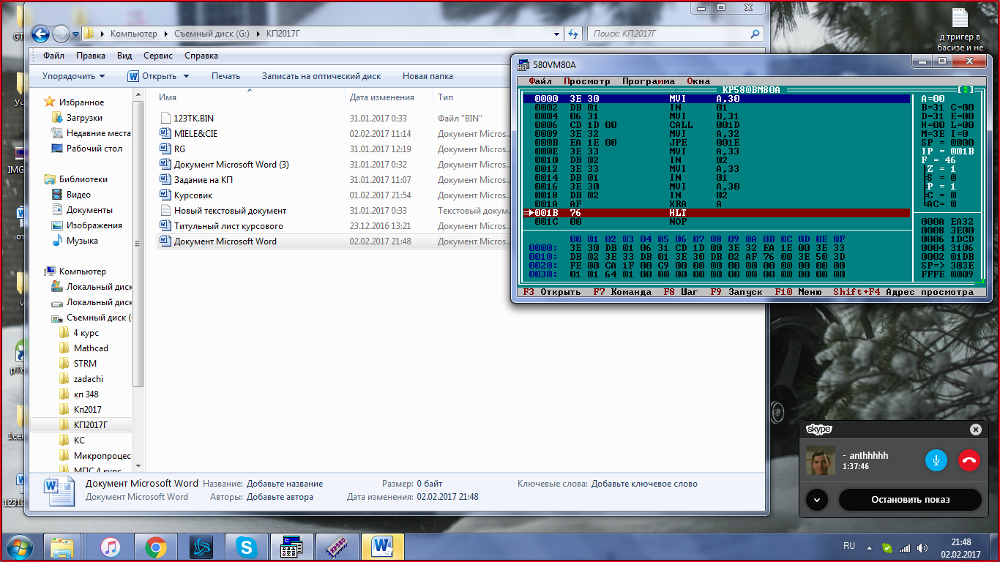 GT
д тригер в
басизе и не
Компьютер Съемный диск (G:) КП2017Г
Поиск: КП2017Г
Файл Правка Вид Сервис Справка
Упорядочить Открыть Печать Записать на оптический диск Новая папка
Избранное
Загрузки
Недавние места
Рабочий стол
Библиотеки
Видео
Документы
Изображения
Музыка
Компьютер
Локальный диск
Локальный диск
Съемный диск (
4 курс
Mathcad
STRM
zadachi
кп 348
Кп2017
КП2017Г
КС
Микропроцес
МПС 4 курс
Имя Дата изменения Тип
123TK.BIN 31.01.2017 0:33 Файл "BIN"
MIELE&CIE 02.02.2017 11:14 Документ Micros...
RG 31.01.2017 12:19 Документ Micros...
Документ Microsoft Word (3) 31.01.2017 0:32 Документ Micros...
Задание на КП 31.01.2017 11:07 Документ Micros...
Курсовик 01.02.2017 21:54 Документ Micros...
Новый текстовый документ 31.01.2017 0:33 Текстовый докум...
Титульный лист курсового 23.12.2016 13:21 Документ Micros...
Документ Microsoft Word 02.02.2017 21:48 Документ Micros...
Документ Microsoft Word Название: Добавьте название Размер: 0 байт Ключевые слова: Добавьте ключевое слово
Документ Microsoft Word Авторы: Добавьте автора Дата изменения: 02.02.2017 21:48
580VM80A
Файл Просмотр Программа Окна
КР580ВМ80А
0000 3E 30 MVI A,30
0002 DB 01 IN 01
0004 06 31 MVI B,31
0006 CD 1D 00 CALL 001D
0009 3E 32 MVI A,32
000B EA 1E 00 JPE 001E
000E 3E 33 MVI A,33
0010 DB 02 IN 02
0012 3E 33 MVI A,33
0014 DB 01 IN 01
0016 3E 30 MVI A,30
0018 DB 02 IN 02
001A AF XRA A
001B 76 HLT
001C 00 NOP
A=00
B=31 C=00
D=31 E=00
H=00 L=00
M=3E I=0
SP = 0000
IP = 001B
F = 46
Z = 1
S = 0
P = 1
C = 0
AC= 0
00 01 02 03 04 05 06 07 08 09 0A 0B 0C 0D 0E 0F
0000: 3E 30 DB 01 06 31 CD 1D 00 3E 32 EA 1E 00 3E 33
0010: DB 02 3E 33 DB 01 3E 30 DB 02 AF 76 00 3E 50 3D
0020: FE 00 CA 1F 00 C9 00 00 00 00 00 00 00 00 00 00
0030: 01 01 64 01 00 00 00 00 00 00 00 00 00 00 00 00
000A EA32
0008 3E00
0006 1DCD
0004 3106
0002 01DB
SP=> 303E
FFFE 0009
F3 Открыть F7 Команда F8 Шаг F9 Запуск F10 Меню Shift+F4 Адрес просмотра
skype
- anthhhhh
1:37:46
Остановить показ
RU
21:48
02.02.2017